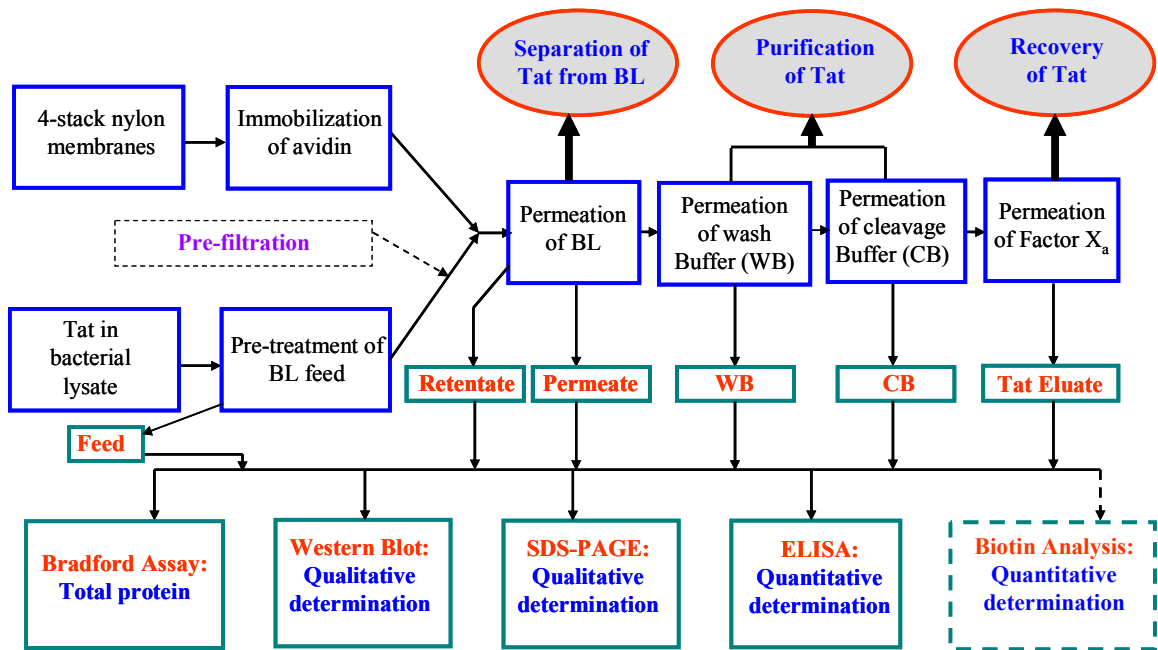 Separation of
Tat from BL
Purification
of Tat
Recovery
of Tat
4-stack nylon
membranes
Immobilization
of avidin
Permeation
of BL
Permeation
of wash
Buffer (WB)
Permeation
of cleavage
Buffer (CB)
Permeation
of Factor Xa
Pre-filtration
Tat in
bacterial
lysate
Pre-treatment of
BL feed
Retentate
Permeate
WB
CB
Tat Eluate
Feed
Bradford Assay:
Total protein
Western Blot:
Qualitative
determination
SDS-PAGE:
Qualitative
determination
ELISA:
Quantitative
determination
Biotin Analysis:
Quantitative
determination